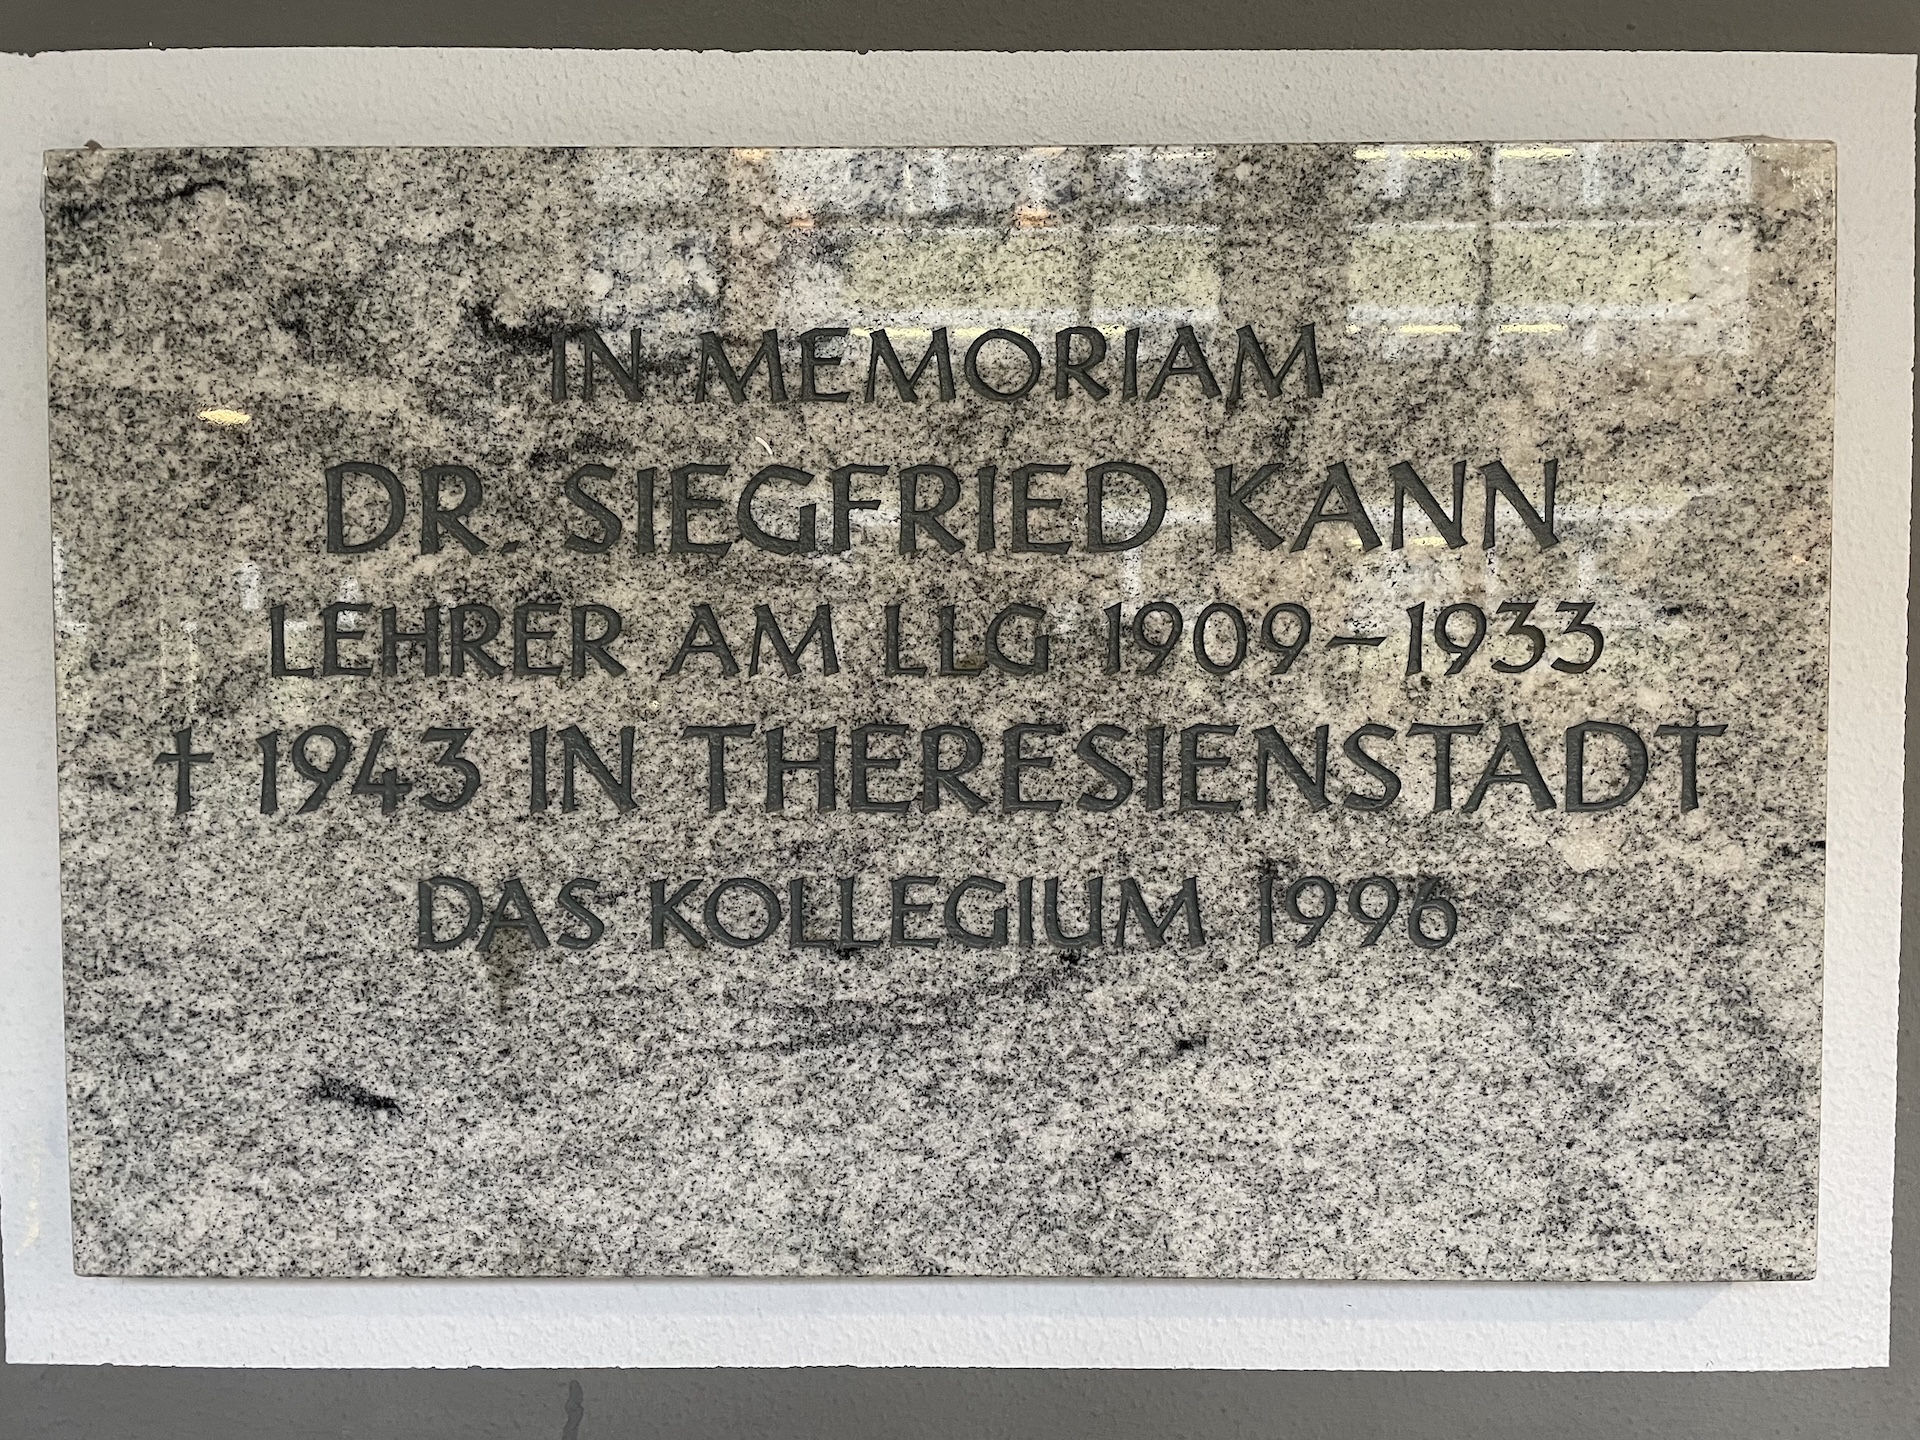 IN MEMORIAM
DR. SIEGFRIED KANN
LEHRER AM LLG 1909–1933
† 1943 IN THERESIENSTADT
DAS KOLLEGIUM 1996